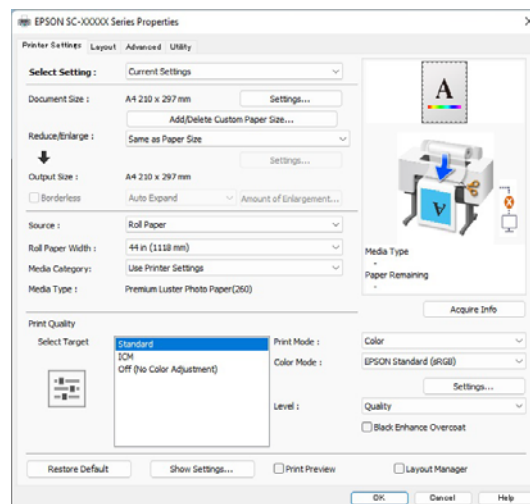 EPSON SC-XXXXX Series Properties
Printer Settings Layout Advanced Utility
Select Setting : Current Settings
Document Size : A4 210 x 297 mm Settings...
Add/Delete Custom Paper Size...
Reduce/Enlarge : Same as Paper Size
Settings...
Output Size : A4 210 x 297 mm
Borderless Auto Expand Amount of Enlargement...
Source : Roll Paper
Roll Paper Width : 44 in (1118 mm)
Media Category: Use Printer Settings
Media Type : Premium Luster Photo Paper(260)
A
A
Media Type
-
Paper Remaining
-
Acquire Info
Print Quality
Select Target
Standard
ICM
Off (No Color Adjustment)
Print Mode : Color
Color Mode : EPSON Standard (sRGB)
Settings...
Level : Quality
Black Enhance Overcoat
Restore Default Show Settings... Print Preview Layout Manager
OK Cancel Help